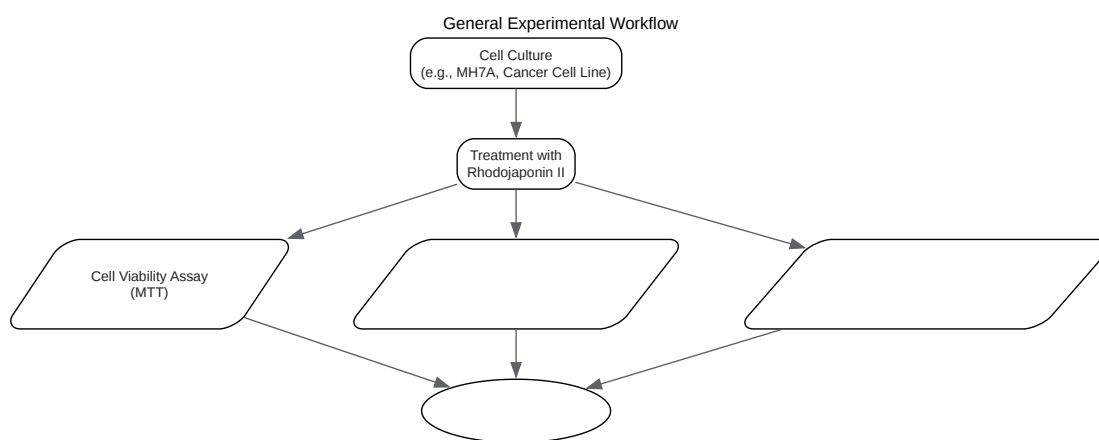 General Experimental Workflow
Cell Culture
(e.g., MH7A, Cancer Cell Line)
Treatment with
Rhodojaponin II
Cell Viability Assay
(MTT)